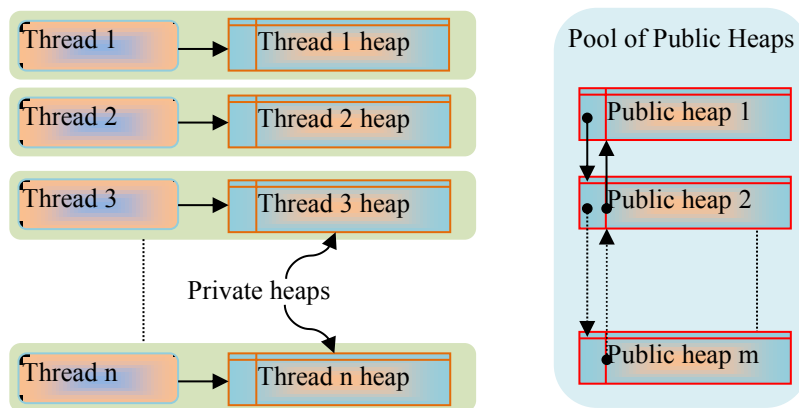 Thread 1
Thread 1 heap
Thread 2
Thread 2 heap
Thread 3
Thread 3 heap
Private heaps
Thread n
Thread n heap
Pool of Public Heaps
Public heap 1
Public heap 2
Public heap m